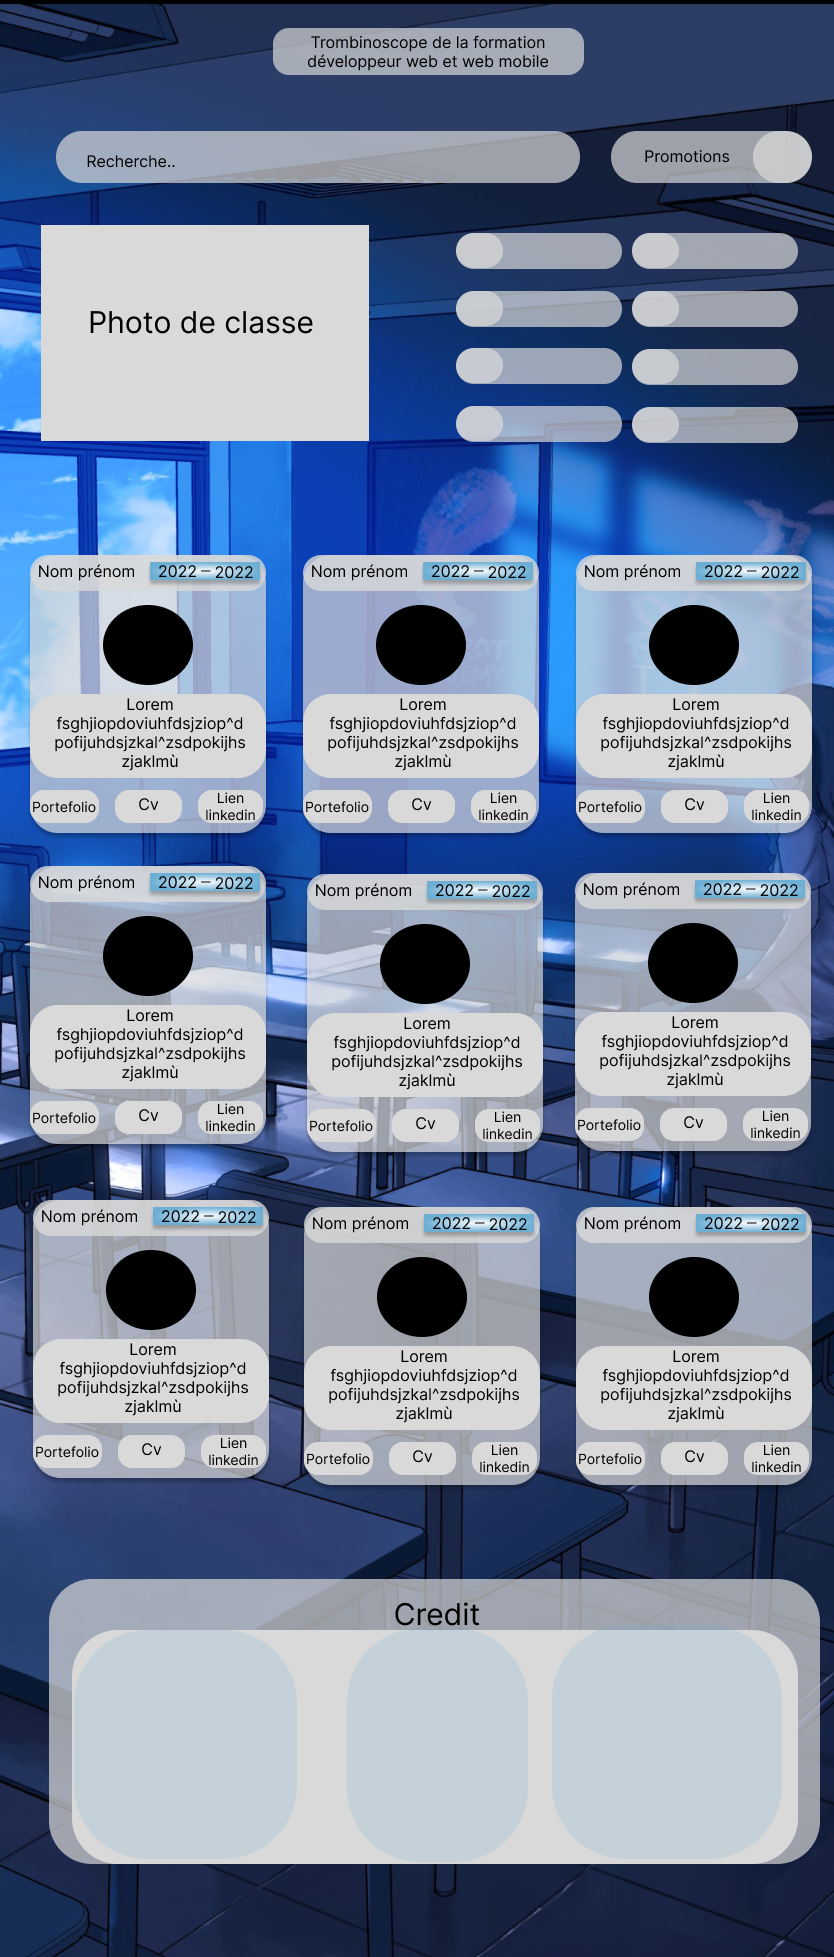 Trombinoscope de la formation
développeur web et web mobile
Recherche..
Promotions
Photo de classe
Nom prénom 2022 – 2022
Lorem
fsghjiopdoviuhfdsjziop^d
pofijuhdsjzkal^zsdpokijhs
zjaklmù
Portefolio
Cv
Lien
linkedin
Nom prénom 2022 – 2022
Lorem
fsghjiopdoviuhfdsjziop^d
pofijuhdsjzkal^zsdpokijhs
zjaklmù
Portefolio
Cv
Lien
linkedin
Nom prénom 2022 – 2022
Lorem
fsghjiopdoviuhfdsjziop^d
pofijuhdsjzkal^zsdpokijhs
zjaklmù
Portefolio
Cv
Lien
linkedin
Nom prénom 2022 – 2022
Lorem
fsghjiopdoviuhfdsjziop^d
pofijuhdsjzkal^zsdpokijhs
zjaklmù
Portefolio
Cv
Lien
linkedin
Nom prénom 2022 – 2022
Lorem
fsghjiopdoviuhfdsjziop^d
pofijuhdsjzkal^zsdpokijhs
zjaklmù
Portefolio
Cv
Lien
linkedin
Nom prénom 2022 – 2022
Lorem
fsghjiopdoviuhfdsjziop^d
pofijuhdsjzkal^zsdpokijhs
zjaklmù
Portefolio
Cv
Lien
linkedin
Nom prénom 2022 – 2022
Lorem
fsghjiopdoviuhfdsjziop^d
pofijuhdsjzkal^zsdpokijhs
zjaklmù
Portefolio
Cv
Lien
linkedin
Nom prénom 2022 – 2022
Lorem
fsghjiopdoviuhfdsjziop^d
pofijuhdsjzkal^zsdpokijhs
zjaklmù
Portefolio
Cv
Lien
linkedin
Nom prénom 2022 – 2022
Lorem
fsghjiopdoviuhfdsjziop^d
pofijuhdsjzkal^zsdpokijhs
zjaklmù
Portefolio
Cv
Lien
linkedin
Credit